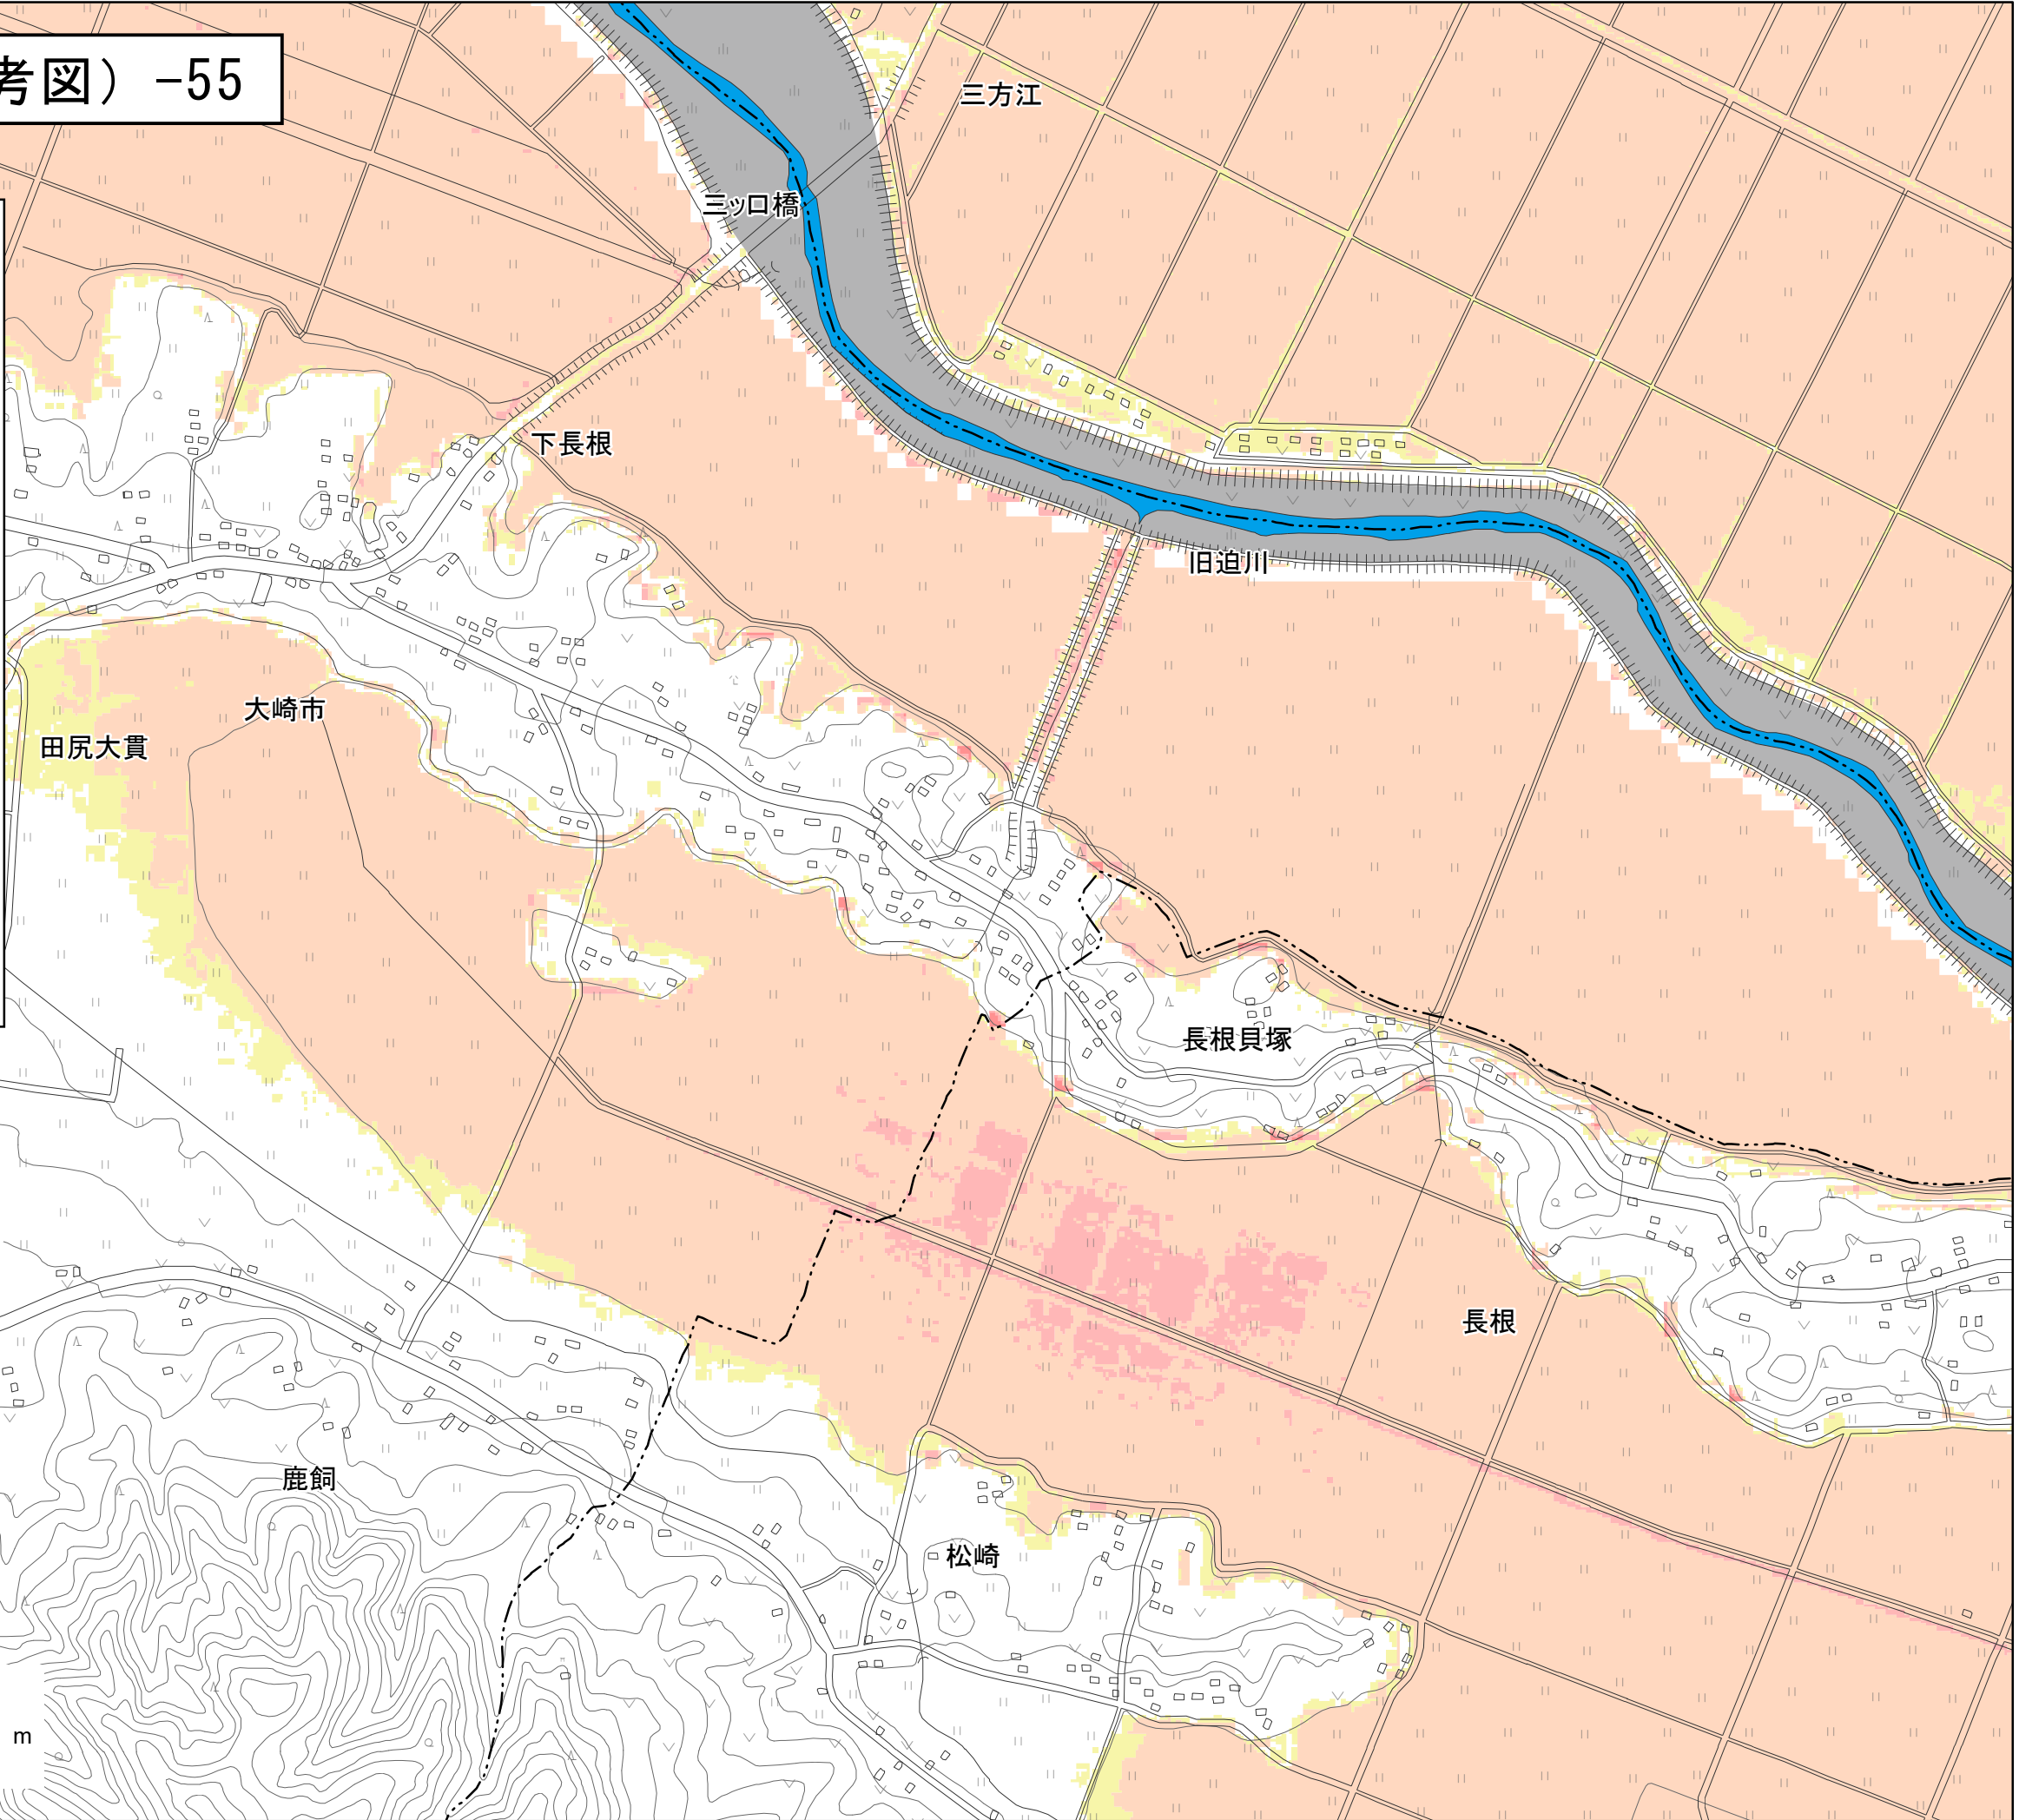 考図）-55
三方江
三ッ口橋
下長根
旧迫川
大崎市
田尻大貫
長根貝塚
長根
鹿飼
松崎
m